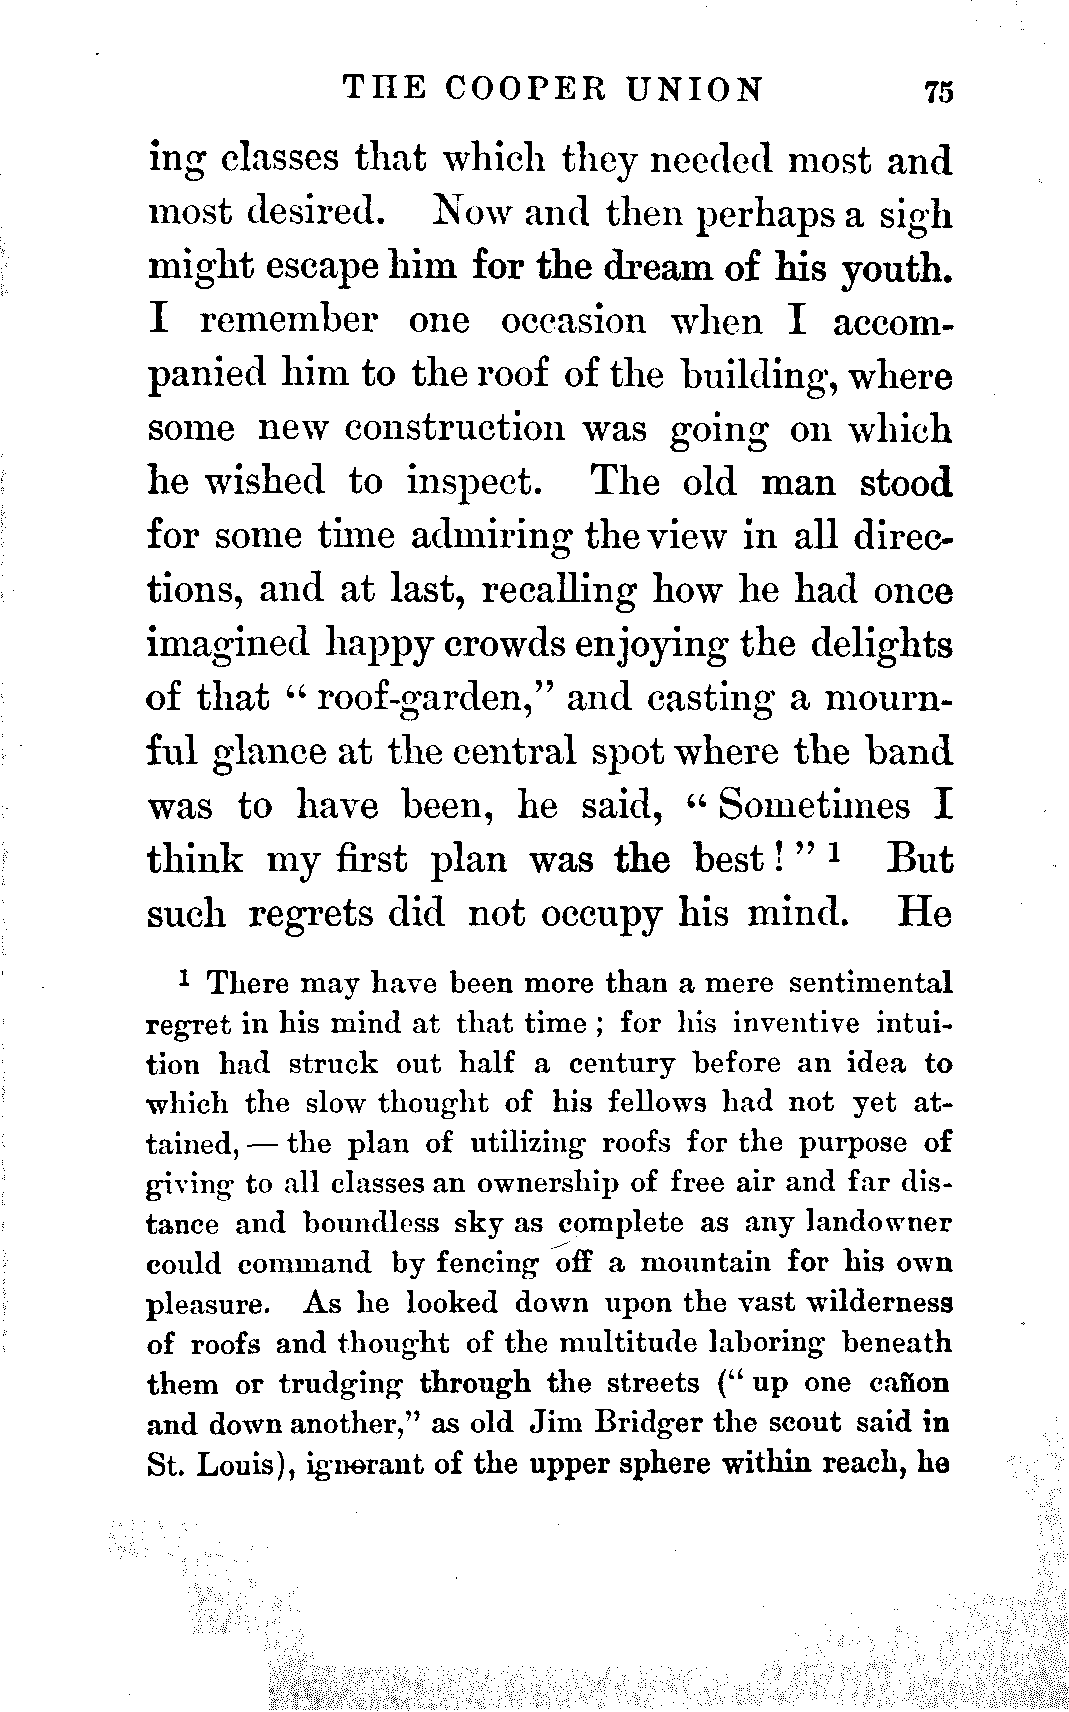 THE COOPER UNION 75
ing classes that which they needed most and
most desired. Now and then perhaps a sigh
might escape him for the dream of his youth.
I remember one occasion when I accom-
panied him to the roof of the building, where
some new construction was going on which
he wished to inspect. The old man stood
for some time admiring the view in all direc-
tions, and at last, recalling how he had once
imagined happy crowds enjoying the delights
of that “ roof-garden,” and casting a mourn-
ful glance at the central spot where the band
was to have been, he said, “ Sometimes I
think my first plan was the best ! ” 1 But
such regrets did not occupy his mind. He
1 There may have been more than a mere sentimental
regret in his mind at that time ; for his inventive intui-
tion had struck out half a century before an idea to
which the slow thought of his fellows had not yet at-
tained, — the plan of utilizing roofs for the purpose of
giving to all classes an ownership of free air and far dis-
tance and boundless sky as complete as any landowner
could command by fencing off a mountain for his own
pleasure. As he looked down upon the vast wilderness
of roofs and thought of the multitude laboring beneath
them or trudging through the streets (“ up one cañon
and down another,” as old Jim Bridger the scout said in
St. Louis), ignorant of the upper sphere within reach, he